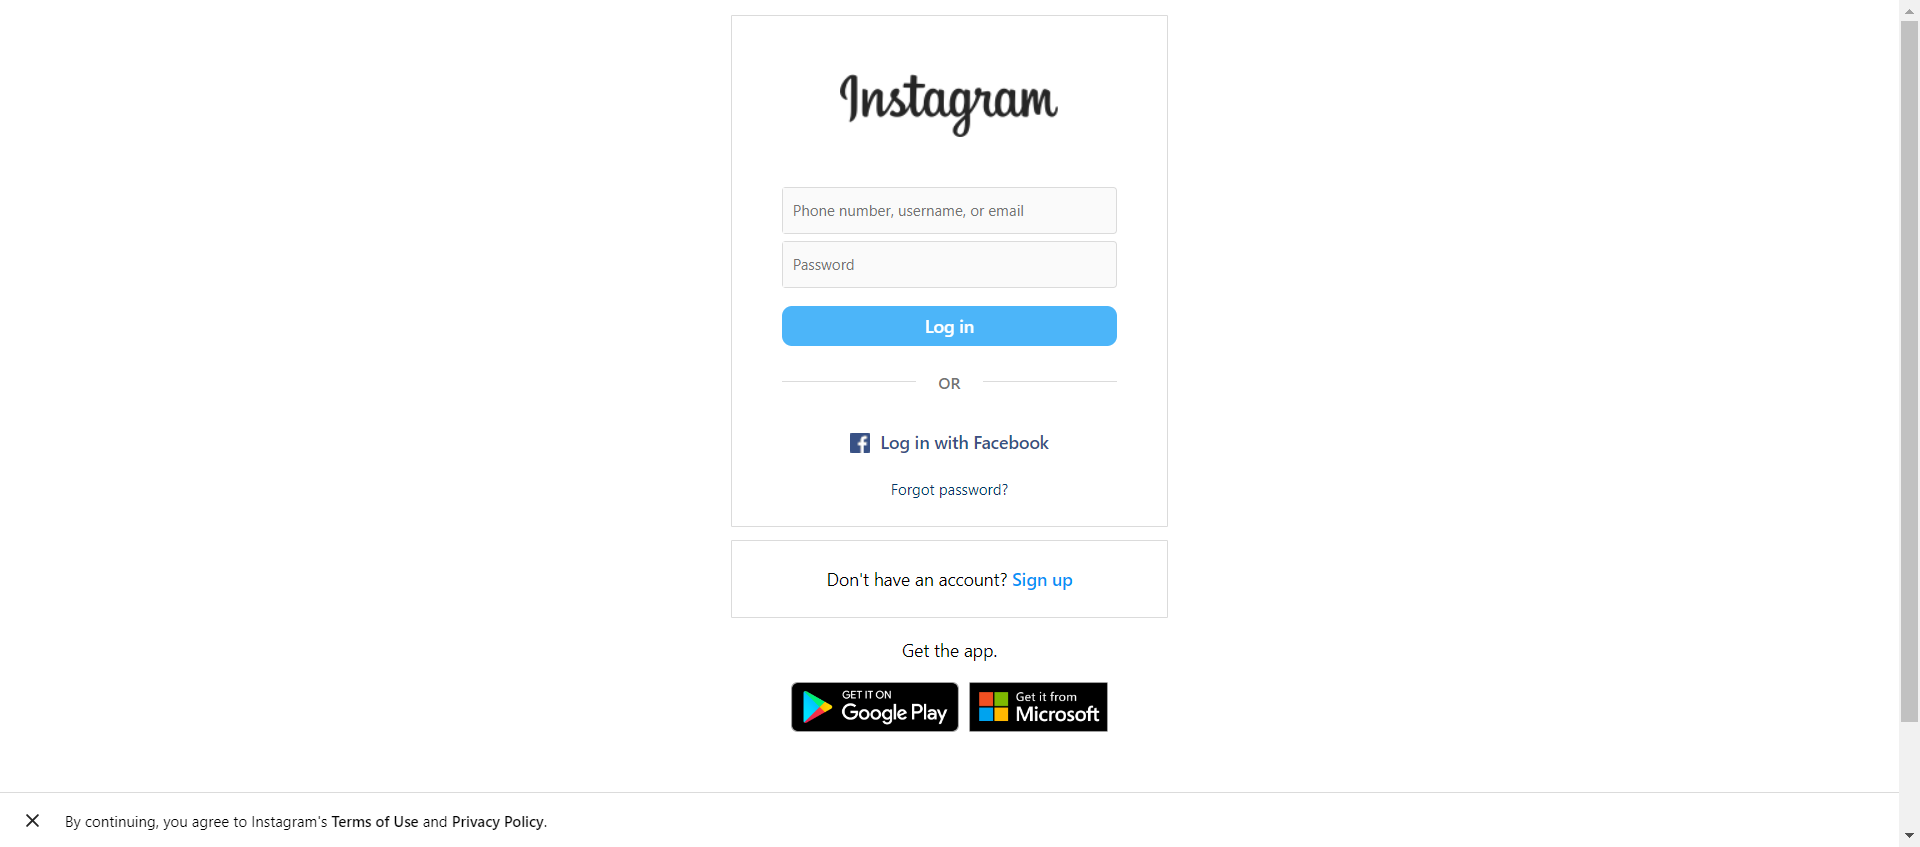 Instagram
Phone number, username, or email
Password
Log in
OR
Log in with Facebook
Forgot password?
Don't have an account? Sign up
Get the app.
GET IT ON
Google Play
Get it from
Microsoft
By continuing, you agree to Instagram's Terms of Use and Privacy Policy.